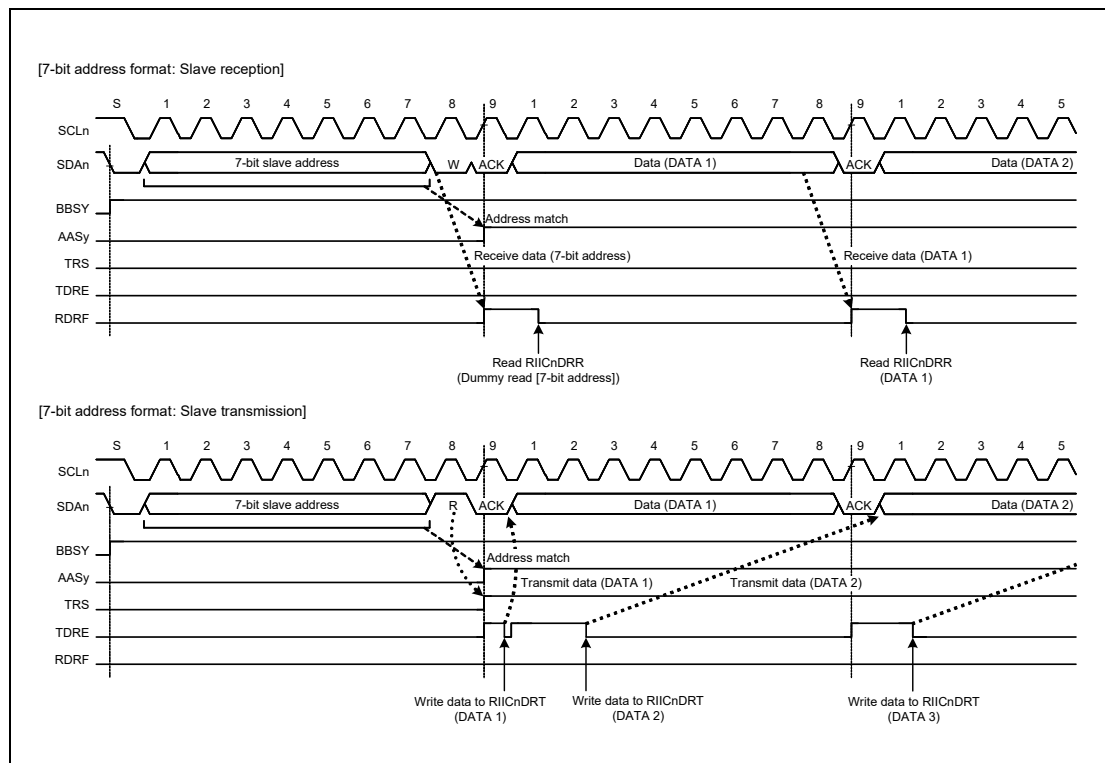 [7-bit address format: Slave reception]
S 1 2 3 4 5 6 7 8 9 1 2 3 4 5 6 7 8 9 1 2 3 4 5
SCLn
SDAn 7-bit slave address W ACK Data (DATA 1) ACK Data (DATA 2)
BBSY
Address match
AASy
Receive data (7-bit address) Receive data (DATA 1)
TRS
TDRE
RDRF
Read RIICnDRR
(Dummy read [7-bit address])
Read RIICnDRR
(DATA 1)
[7-bit address format: Slave transmission]
S 1 2 3 4 5 6 7 8 9 1 2 3 4 5 6 7 8 9 1 2 3 4 5
SCLn
SDAn 7-bit slave address R ACK Data (DATA 1) ACK Data (DATA 2)
BBSY
Address match
AASy
Transmit data (DATA 1) Transmit data (DATA 2)
TRS
TDRE
RDRF
Write data to RIICnDRT
(DATA 1)
Write data to RIICnDRT
(DATA 2)
Write data to RIICnDRT
(DATA 3)